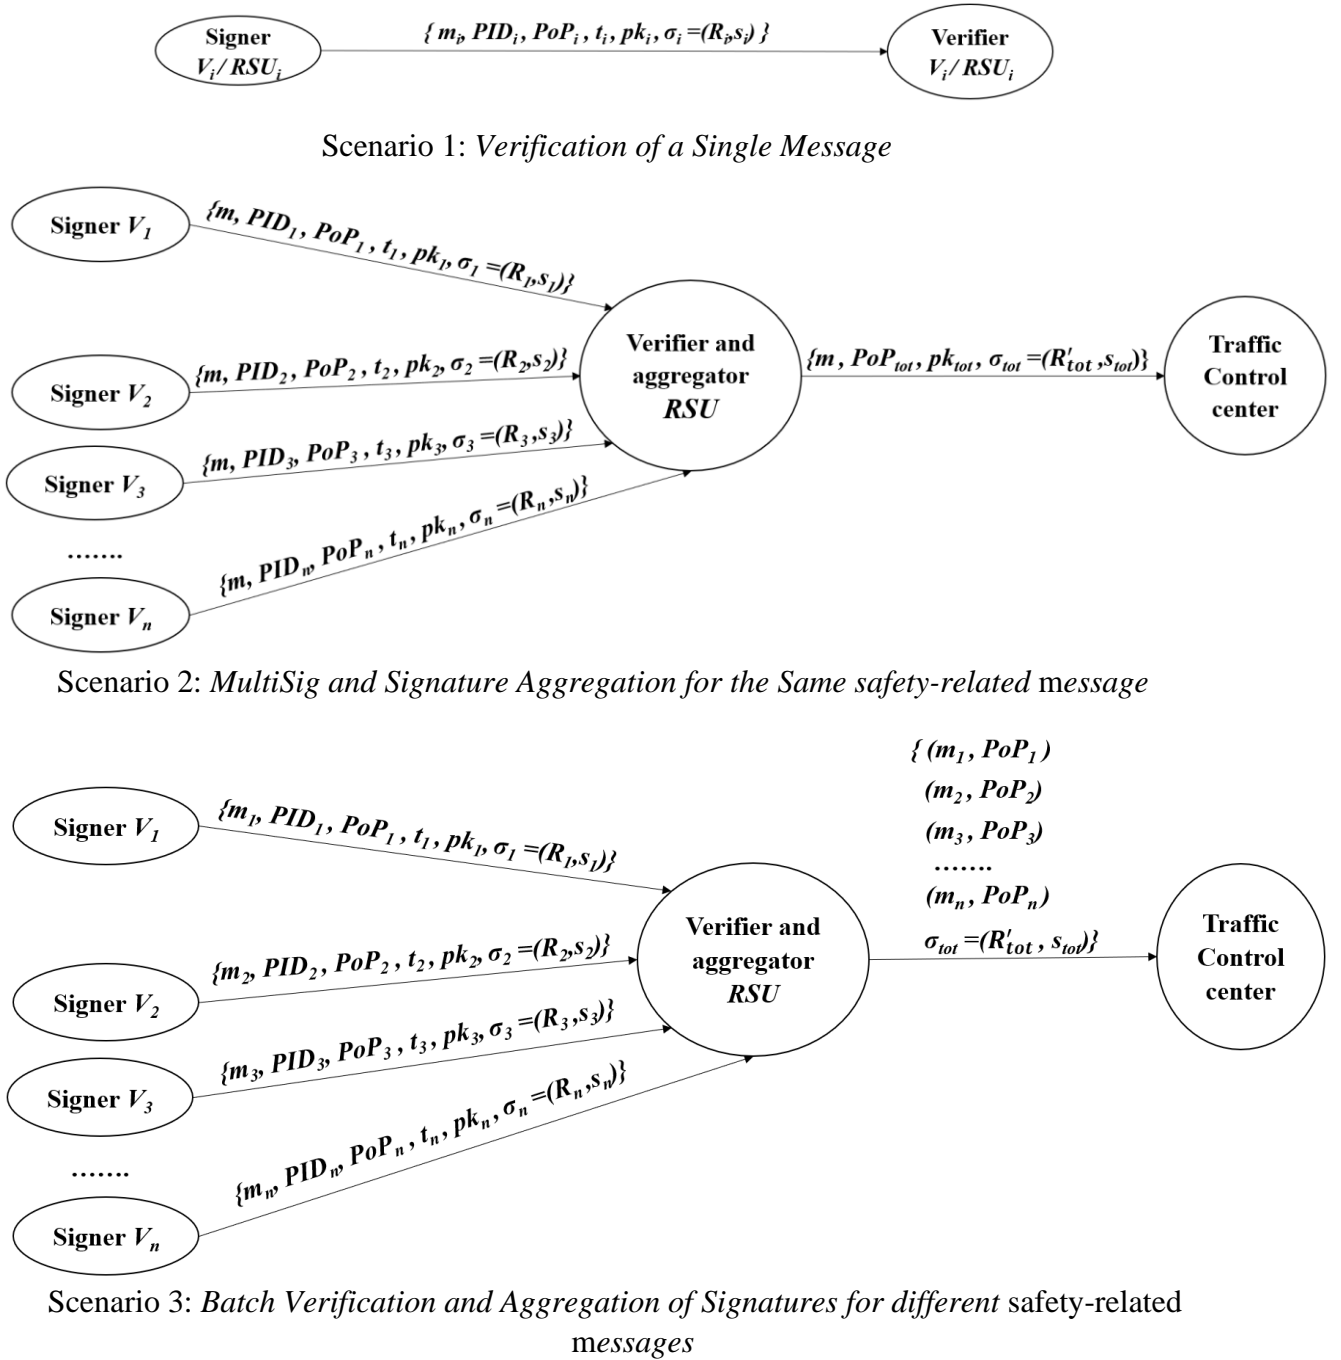 Signer
V_i / RSU_i
{ m_i, PID_i, PoP_i, t_i, pk_i, σ_i =(R_i,s_i) }
Verifier
V_i / RSU_i
Scenario 1: Verification of a Single Message
Signer V_1
{m, PID_1, PoP_1, t_1, pk_1, σ_1 =(R_1,s_1)}
Signer V_2
{m, PID_2, PoP_2, t_2, pk_2, σ_2 =(R_2,s_2)}
Signer V_3
{m, PID_3, PoP_3, t_3, pk_3, σ_3 =(R_3,s_3)}
.......
Signer V_n
{m, PID_n, PoP_n, t_n, pk_n, σ_n =(R_n,s_n)}
Verifier and
aggregator
RSU
{m, PoP_tot, pk_tot, σ_tot =(R'_tot,s_tot)}
Traffic
Control
center
Scenario 2: MultiSig and Signature Aggregation for the Same safety-related message
Signer V_1
{m_1, PID_1, PoP_1, t_1, pk_1, σ_1 =(R_1,s_1)}
Signer V_2
{m_2, PID_2, PoP_2, t_2, pk_2, σ_2 =(R_2,s_2)}
Signer V_3
{m_3, PID_3, PoP_3, t_3, pk_3, σ_3 =(R_3,s_3)}
.......
Signer V_n
{m_n, PID_n, PoP_n, t_n, pk_n, σ_n =(R_n,s_n)}
Verifier and
aggregator
RSU
{ (m_1, PoP_1 )
(m_2, PoP_2)
(m_3, PoP_3)
.......
(m_n, PoP_n)
σ_tot =(R'_tot , s_tot)}
Traffic
Control
center
Scenario 3: Batch Verification and Aggregation of Signatures for different safety-related
messages